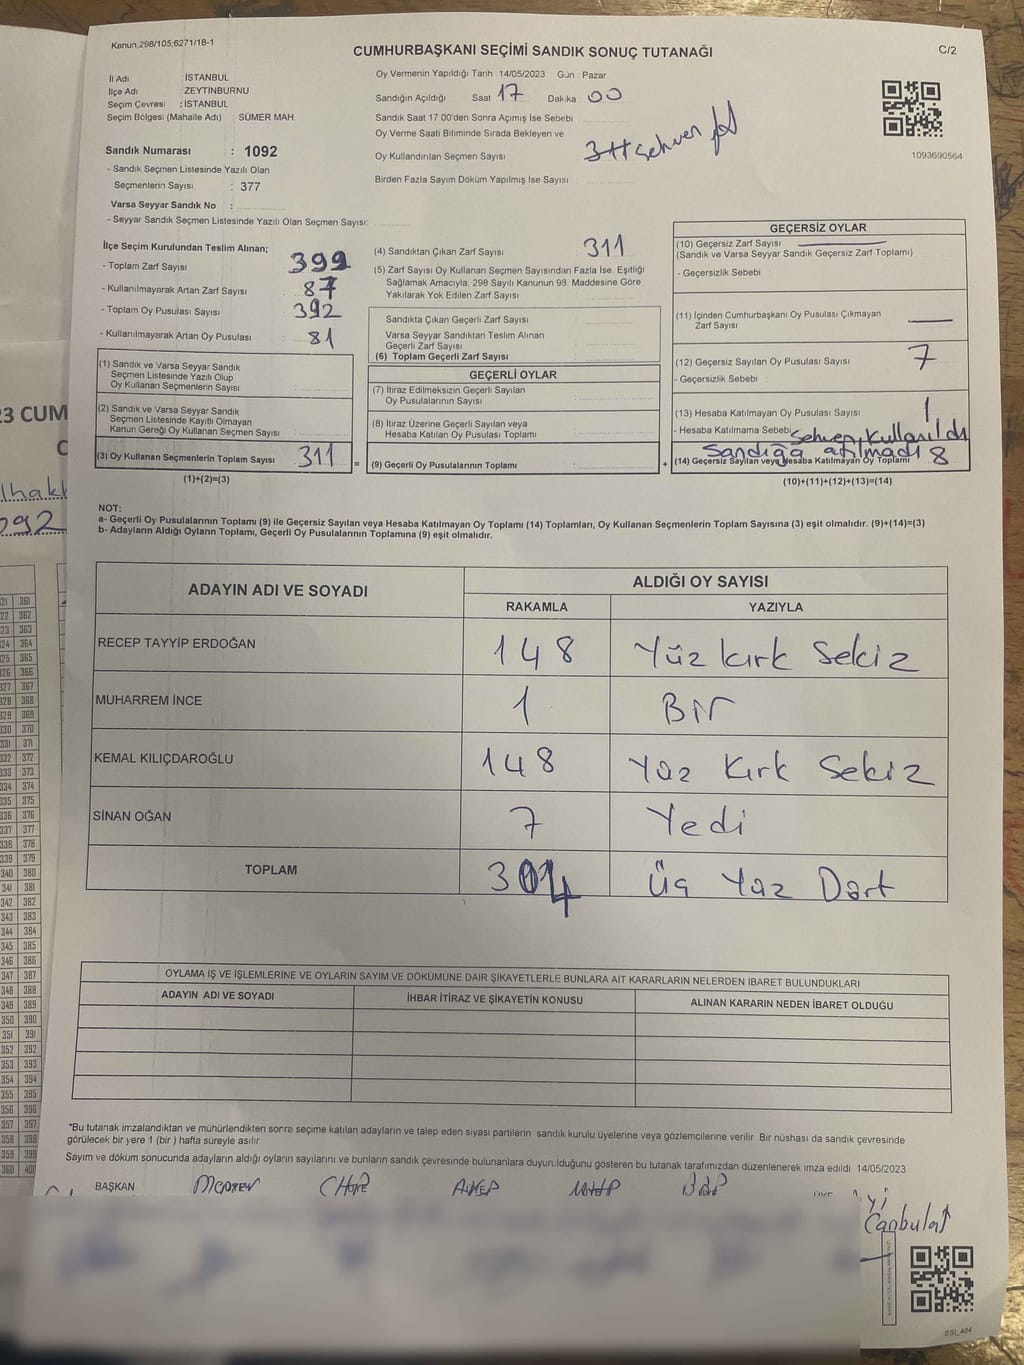 Kanun;298/105;6271/18-1
CUMHURBAŞKANI SEÇİMİ SANDIK SONUÇ TUTANAĞI
C/2
İl Adı : İSTANBUL
İlçe Adı : ZEYTİNBURNU
Seçim Çevresi : İSTANBUL
Seçim Bölgesi (Mahalle Adı) : SÜMER MAH.
Oy Vermenin Yapıldığı Tarih : 14/05/2023 Gün : Pazar
Sandığın Açıldığı Saat 17 Dakika 00
Sandık Saat 17.00'den Sonra Açımış İse Sebebi
Oy Verme Saati Bitiminde Sırada Bekleyen ve
Oy Kullandırılan Seçmen Sayısı
Sehven
Birden Fazla Sayım Döküm Yapılmış İse Sayısı
1093690564
Sandık Numarası : 1092
- Sandık Seçmen Listesinde Yazılı Olan
Seçmenlerin Sayısı : 377
Varsa Seyyar Sandık No :
- Seyyar Sandık Seçmen Listesinde Yazılı Olan Seçmen Sayısı:
İlçe Seçim Kurulundan Teslim Alınan;
- Toplam Zarf Sayısı 399
- Kullanılmayarak Artan Zarf Sayısı 87
- Toplam Oy Pusulası Sayısı 392
- Kullanılmayarak Artan Oy Pusulası : 81
(1) Sandık ve Varsa Seyyar Sandık
Seçmen Listesinde Yazılı Olup
Oy Kullanan Seçmenlerin Sayısı
(2) Sandık ve Varsa Seyyar Sandık
Seçmen Listesinde Kayıtlı Olmayan
Kanun Gereği Oy Kullanan Seçmen Sayısı
(3) Oy Kullanan Seçmenlerin Toplam Sayısı 311
(1)+(2)=(3)
(4) Sandıktan Çıkan Zarf Sayısı 311
(5) Zarf Sayısı Oy Kullanan Seçmen Sayısından Fazla İse, Eşitliği
Sağlamak Amacıyla; 298 Sayılı Kanunun 98. Maddesine Göre
Yakılarak Yok Edilen Zarf Sayısı
Sandıkta Çıkan Geçerli Zarf Sayısı
Varsa Seyyar Sandıktan Teslim Alınan
Geçerli Zarf Sayısı
(6) Toplam Geçerli Zarf Sayısı
GEÇERLİ OYLAR
(7) İtiraz Edilmeksizin Geçerli Sayılan
Oy Pusulalarının Sayısı
(8) İtiraz Üzerine Geçerli Sayılan veya
Hesaba Katılan Oy Pusulası Toplamı
= (9) Geçerli Oy Pusulalarının Toplamı +
GEÇERSİZ OYLAR
(10) Geçersiz Zarf Sayısı
(Sandık ve Varsa Seyyar Sandık Geçersiz Zarf Toplamı)
- Geçersizlik Sebebi
(11) İçinden Cumhurbaşkanı Oy Pusulası Çıkmayan
Zarf Sayısı
(12) Geçersiz Sayılan Oy Pusulası Sayısı 7
- Geçersizlik Sebebi :
(13) Hesaba Katılmayan Oy Pusulası Sayısı 1
- Hesaba Katılmama Sebebi Sehven, kullanıldı
Sandığa atılmadı
(14) Geçersiz Sayılan veya Hesaba Katılmayan Oy Toplamı 8
(10)+(11)+(12)+(13)=(14)
NOT:
a- Geçerli Oy Pusulalarının Toplamı (9) ile Geçersiz Sayılan veya Hesaba Katılmayan Oy Toplamı (14) Toplamları, Oy Kullanan Seçmenlerin Toplam Sayısına (3) eşit olmalıdır. (9)+(14)=(3)
b- Adayların Aldığı Oyların Toplamı, Geçerli Oy Pusulalarının Toplamına (9) eşit olmalıdır.
ADAYIN ADI VE SOYADI
ALDIĞI OY SAYISI
RAKAMLA YAZIYLA
RECEP TAYYİP ERDOĞAN 148 Yüz kırk Sekiz
MUHARREM İNCE 1 Bir
KEMAL KILIÇDAROĞLU 148 Yüz Kırk Sekiz
SİNAN OĞAN 7 Yedi
TOPLAM 304 Üç Yüz Dört
OYLAMA İŞ VE İŞLEMLERİNE VE OYLARIN SAYIM VE DÖKÜMÜNE DAİR ŞİKAYETLERLE BUNLARA AİT KARARLARIN NELERDEN İBARET BULUNDUKLARI
ADAYIN ADI VE SOYADI
İHBAR İTİRAZ VE ŞİKAYETİN KONUSU
ALINAN KARARIN NEDEN İBARET OLDUĞU
*Bu tutanak imzalandıktan ve mühürlendikten sonra seçime katılan adayların ve talep eden siyasi partilerin sandık kurulu üyelerine veya gözlemcilerine verilir. Bir nüshası da sandık çevresinde
görülecek bir yere 1 (bir ) hafta süreyle asılır.
Sayım ve döküm sonucunda adayların aldığı oyların sayılarını ve bunların sandık çevresinde bulunanlara duyurulduğunu gösteren bu tutanak tarafımızdan düzenlenerek imza edildi. 14/05/2023
BAŞKAN
iyi
Canbulat
SSI_404